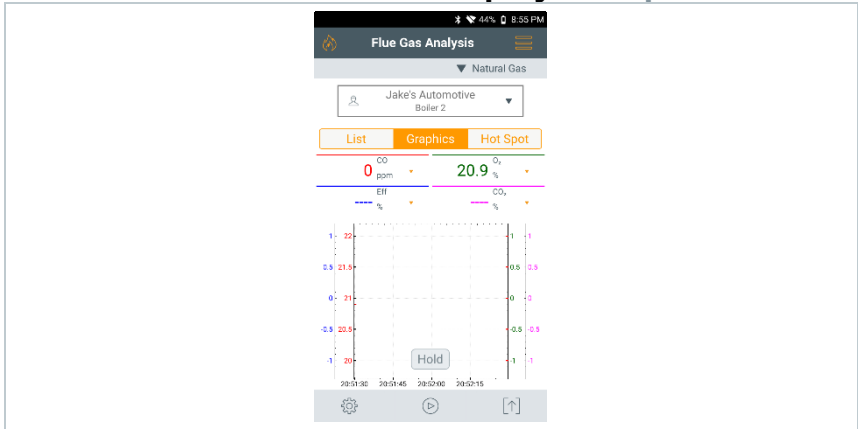 44% 8:55 PM
Flue Gas Analysis
▼ Natural Gas
Jake's Automotive
Boiler 2
List Graphics Hot Spot
CO O₂
0 ppm 20.9 %
Eff CO₂
---- % ---- %
1 22 1 1
0.5 21.5 0.5 0.5
0 21 0 0
-0.5 20.5 -0.5 -0.5
-1 20 -1 -1
Hold
20:51:30 20:51:45 20:52:00 20:52:15